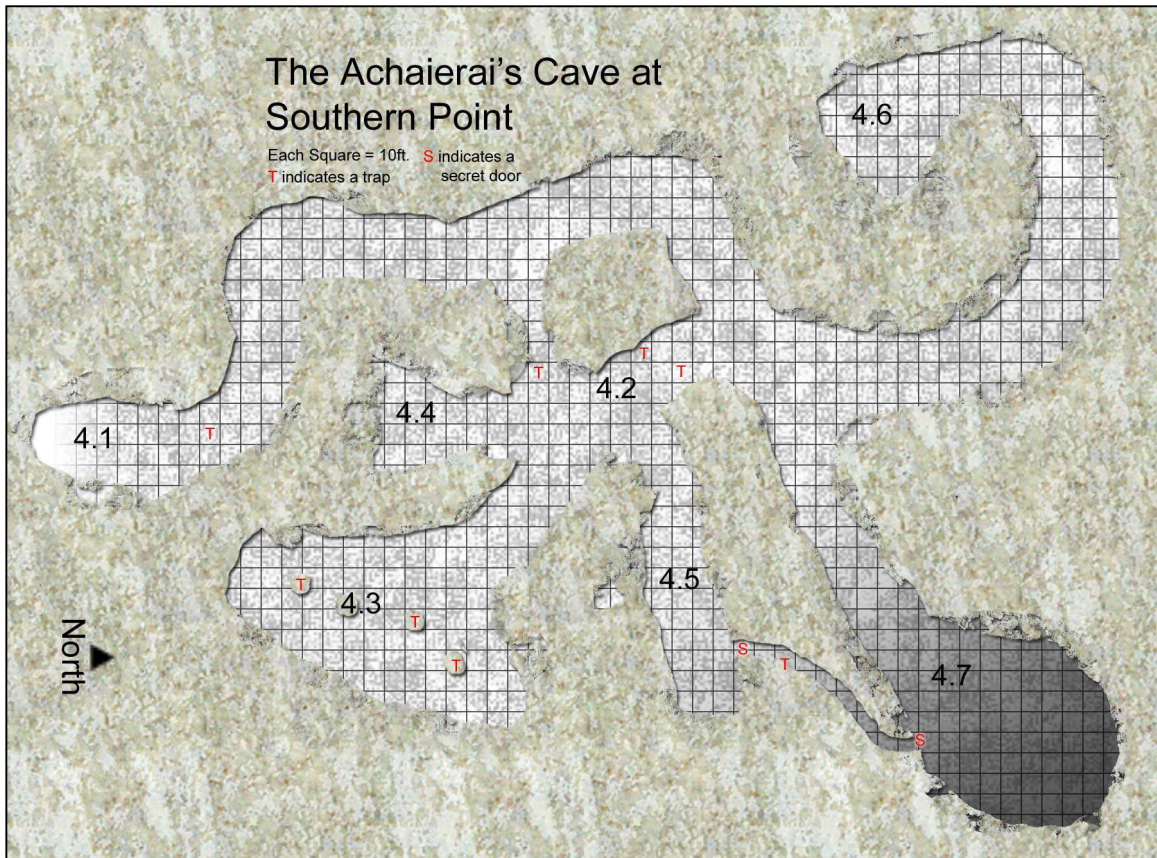 The Achaierai's Cave at
Southern Point
Each Square = 10ft.
T indicates a trap
S indicates a
secret door
4.6
T
T
4.2
T
4.4
4.1
T
4.5
T
4.3
T
T
S
T
4.7
S
North